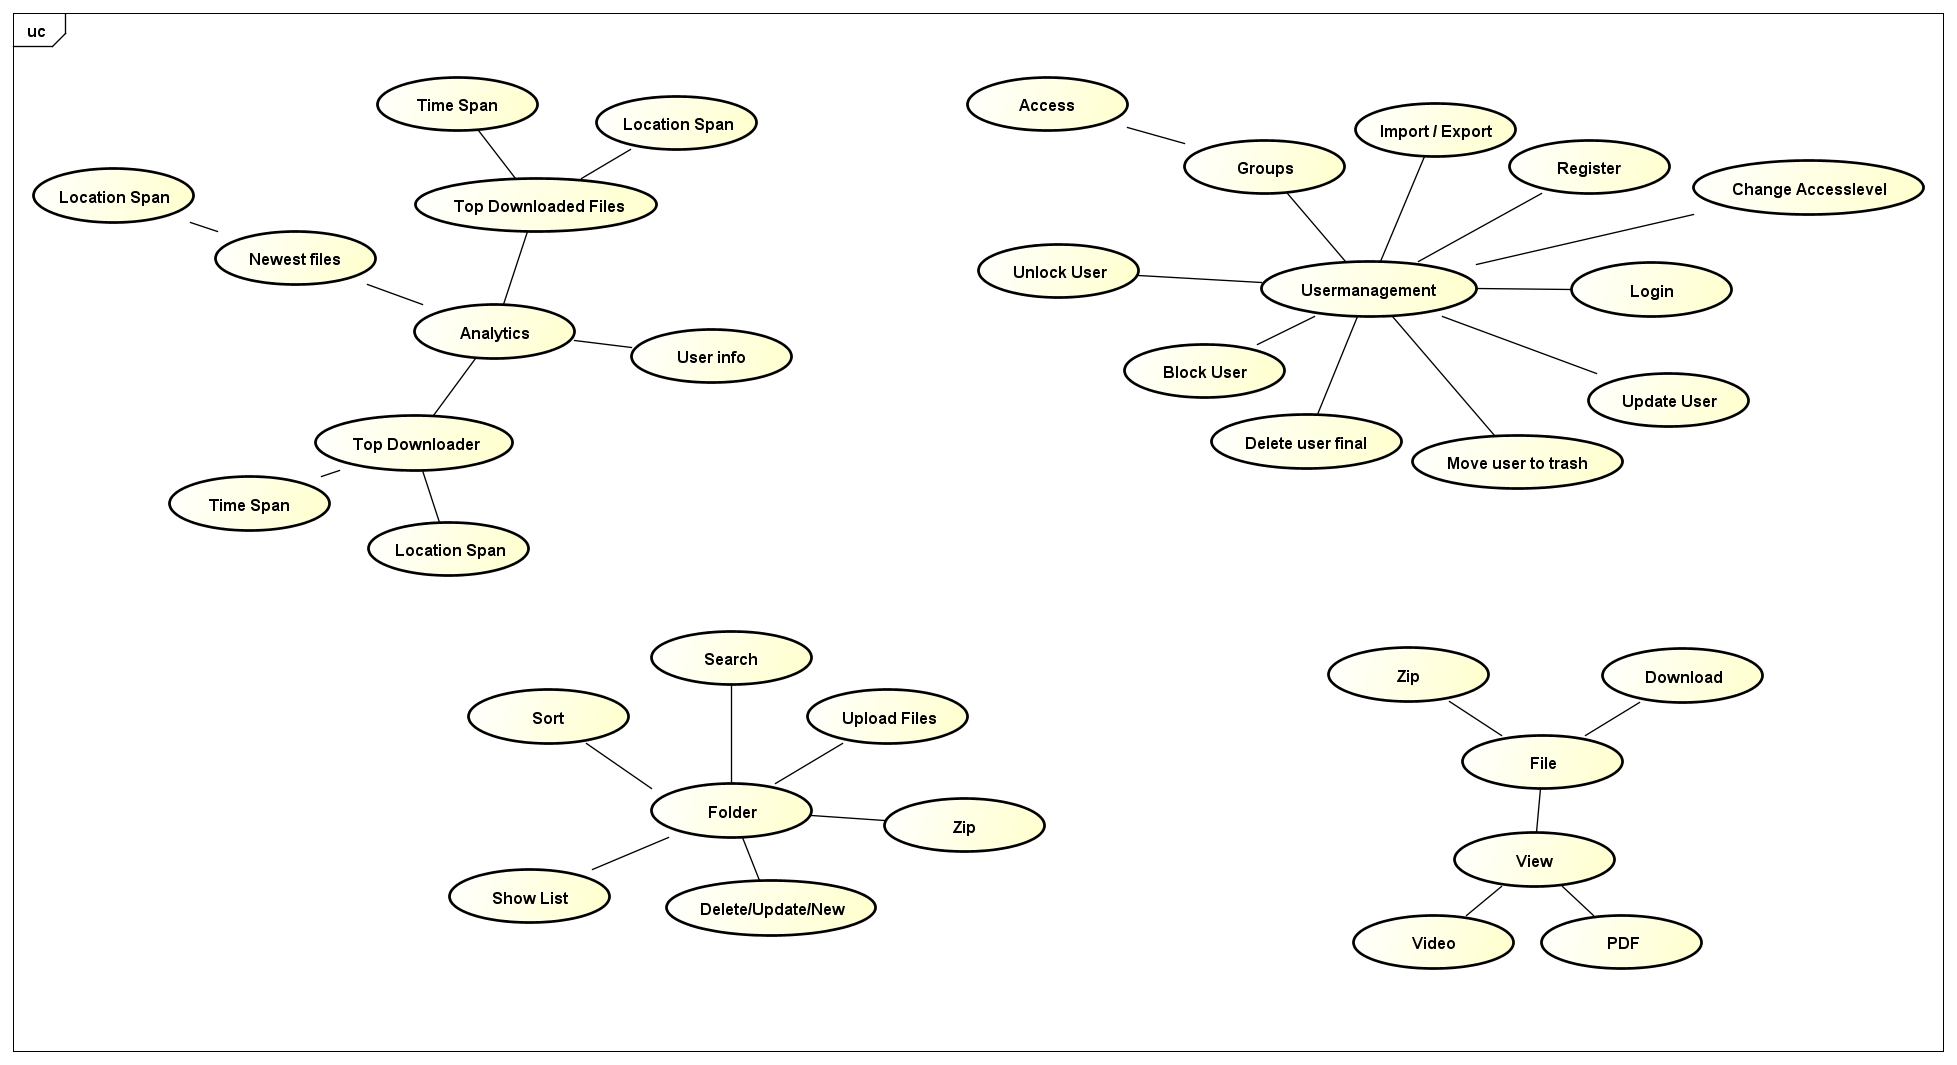 uc
Time Span
Location Span
Location Span
Top Downloaded Files
Newest files
Analytics
User info
Top Downloader
Time Span
Location Span
Access
Import / Export
Groups
Register
Change Accesslevel
Unlock User
Usermanagement
Login
Block User
Update User
Delete user final
Move user to trash
Search
Sort
Upload Files
Folder
Zip
Show List
Delete/Update/New
Zip
Download
File
View
Video
PDF